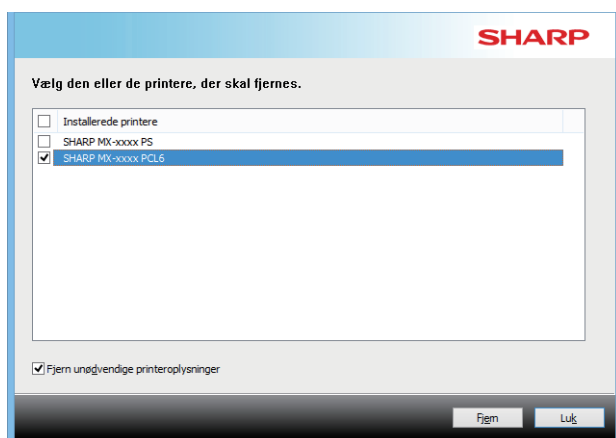 SHARP
Vælg den eller de printere, der skal fjernes.
Installerede printere
SHARP MX-xxxx PS
SHARP MX-xxxx PCL6
Fjern unødvendige printeroplysninger
Fjern Luk